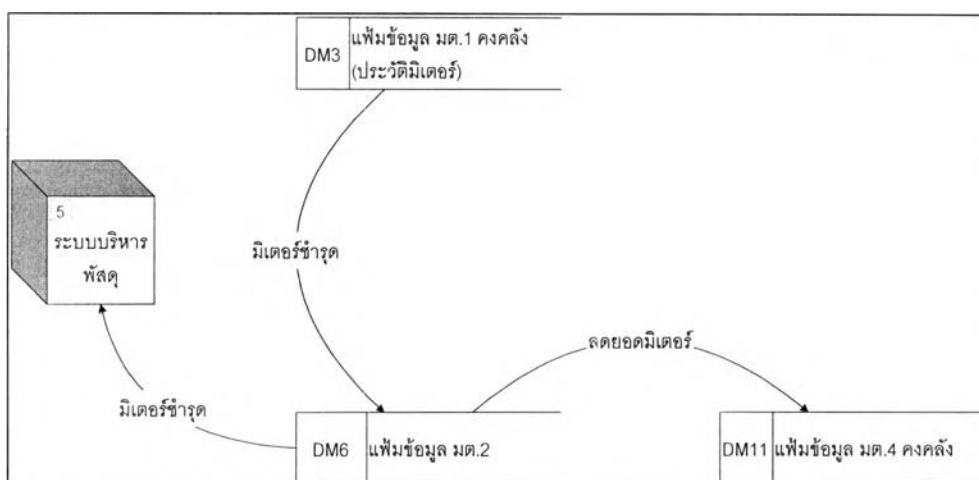 DM3
แฟ้มข้อมูล มต.1 คงคลัง
(ประวัติมิเตอร์)
5
ระบบบริหาร
พัสดุ
มิเตอร์ชำรุด
ลดยอดมิเตอร์
มิเตอร์ชำรุด
DM6
แฟ้มข้อมูล มต.2
DM11
แฟ้มข้อมูล มต.4 คงคลัง